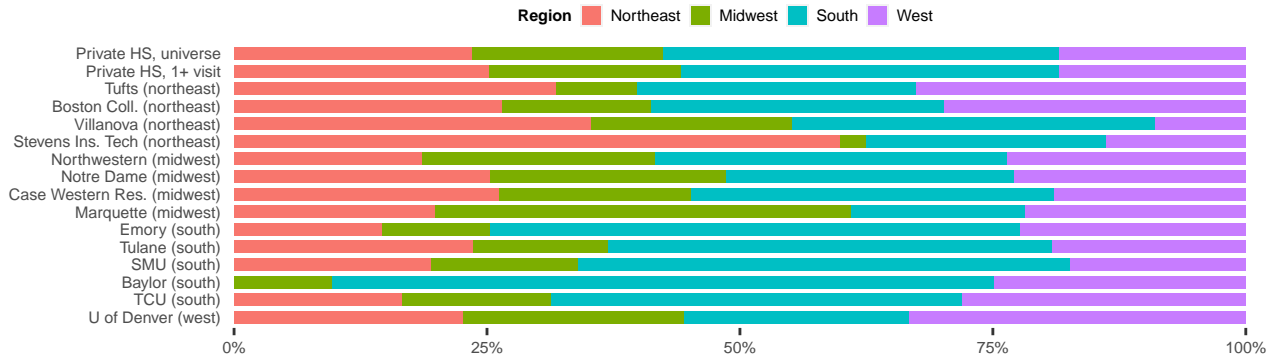 Region Northeast Midwest South West
Private HS, universe
Private HS, 1+ visit
Tufts (northeast)
Boston Coll. (northeast)
Villanova (northeast)
Stevens Ins. Tech (northeast)
Northwestern (midwest)
Notre Dame (midwest)
Case Western Res. (midwest)
Marquette (midwest)
Emory (south)
Tulane (south)
SMU (south)
Baylor (south)
TCU (south)
U of Denver (west)
0% 25% 50% 75% 100%